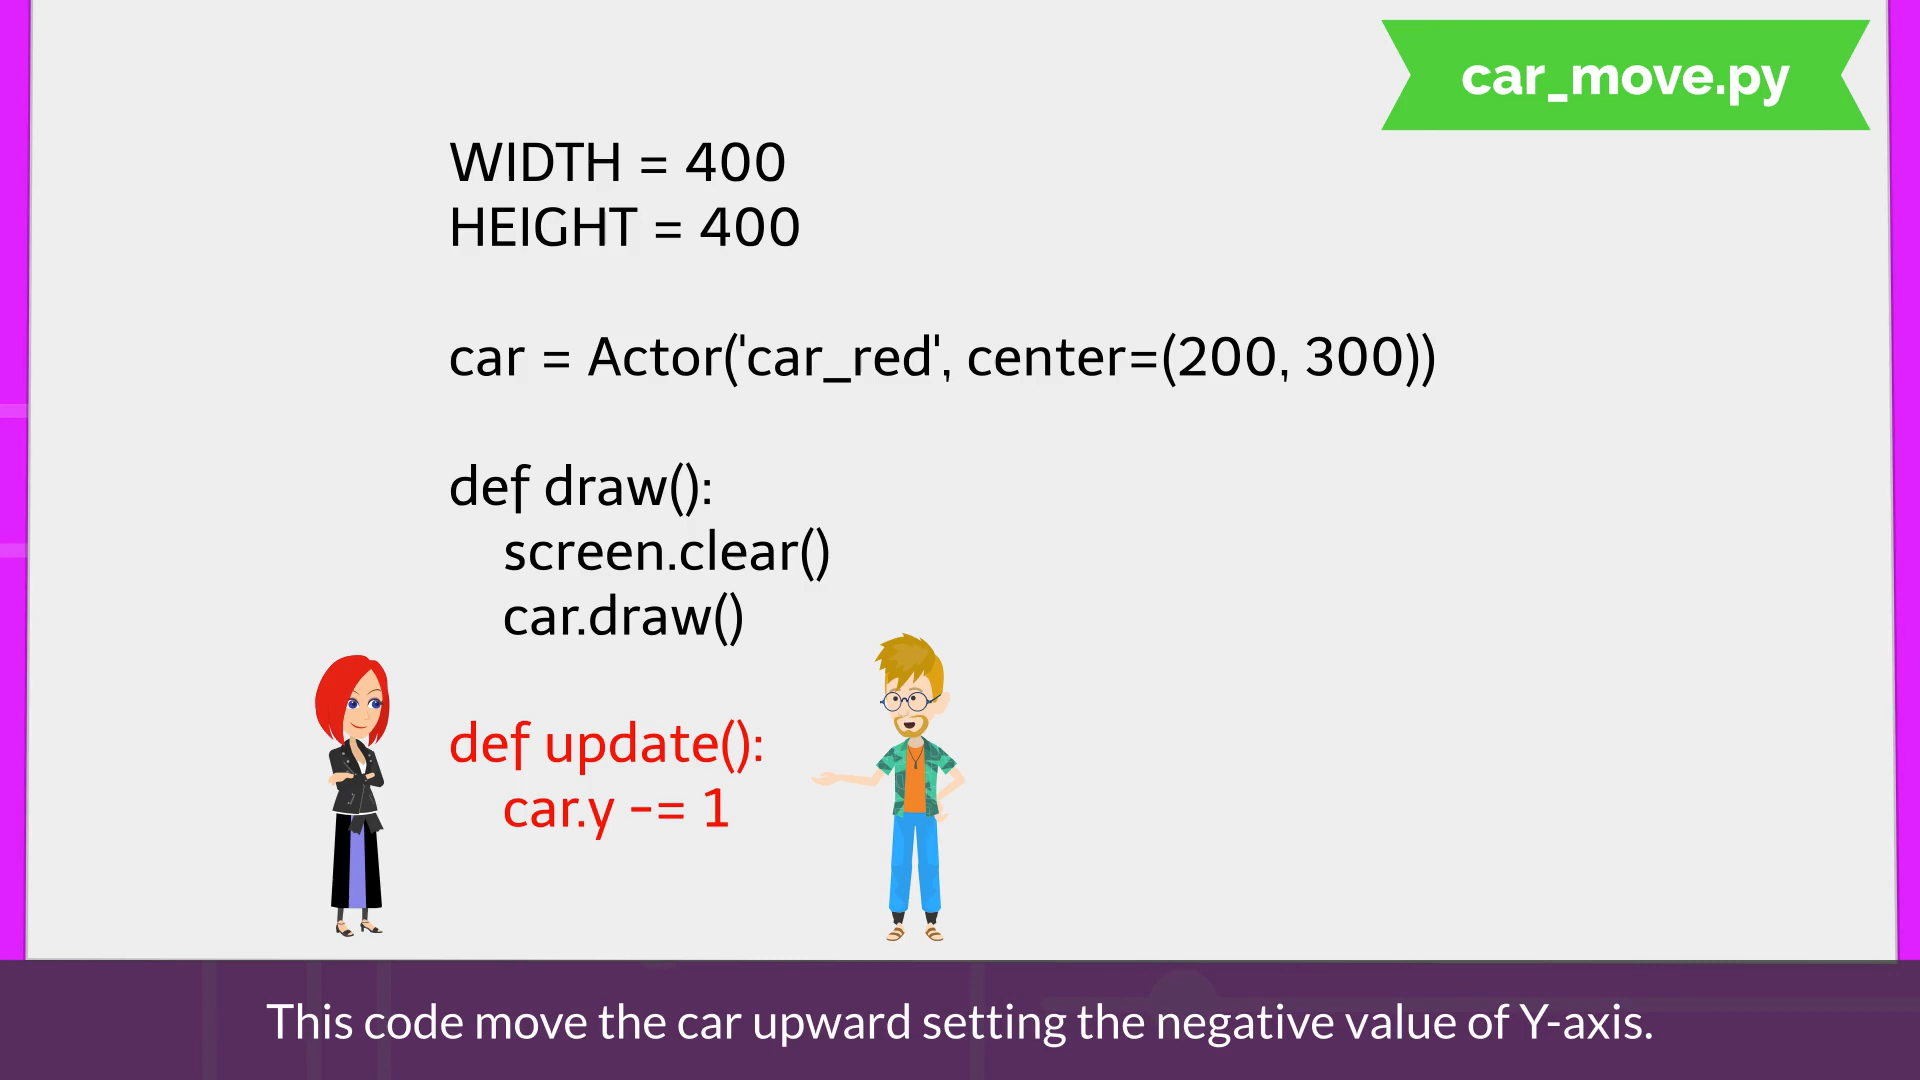 car_move.py
WIDTH = 400
HEIGHT = 400
car = Actor('car_red', center=(200, 300))
def draw():
    screen.clear()
    car.draw()
def update():
    car.y -= 1
This code move the car upward setting the negative value of Y-axis.